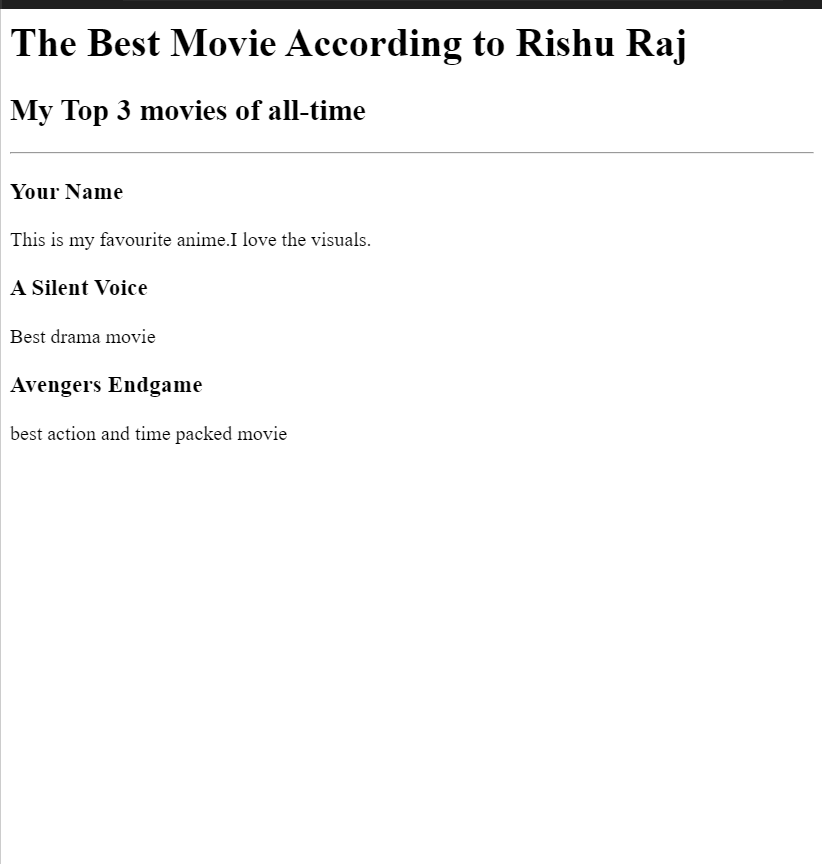 The Best Movie According to Rishu Raj
My Top 3 movies of all-time
Your Name
This is my favourite anime.I love the visuals.
A Silent Voice
Best drama movie
Avengers Endgame
best action and time packed movie